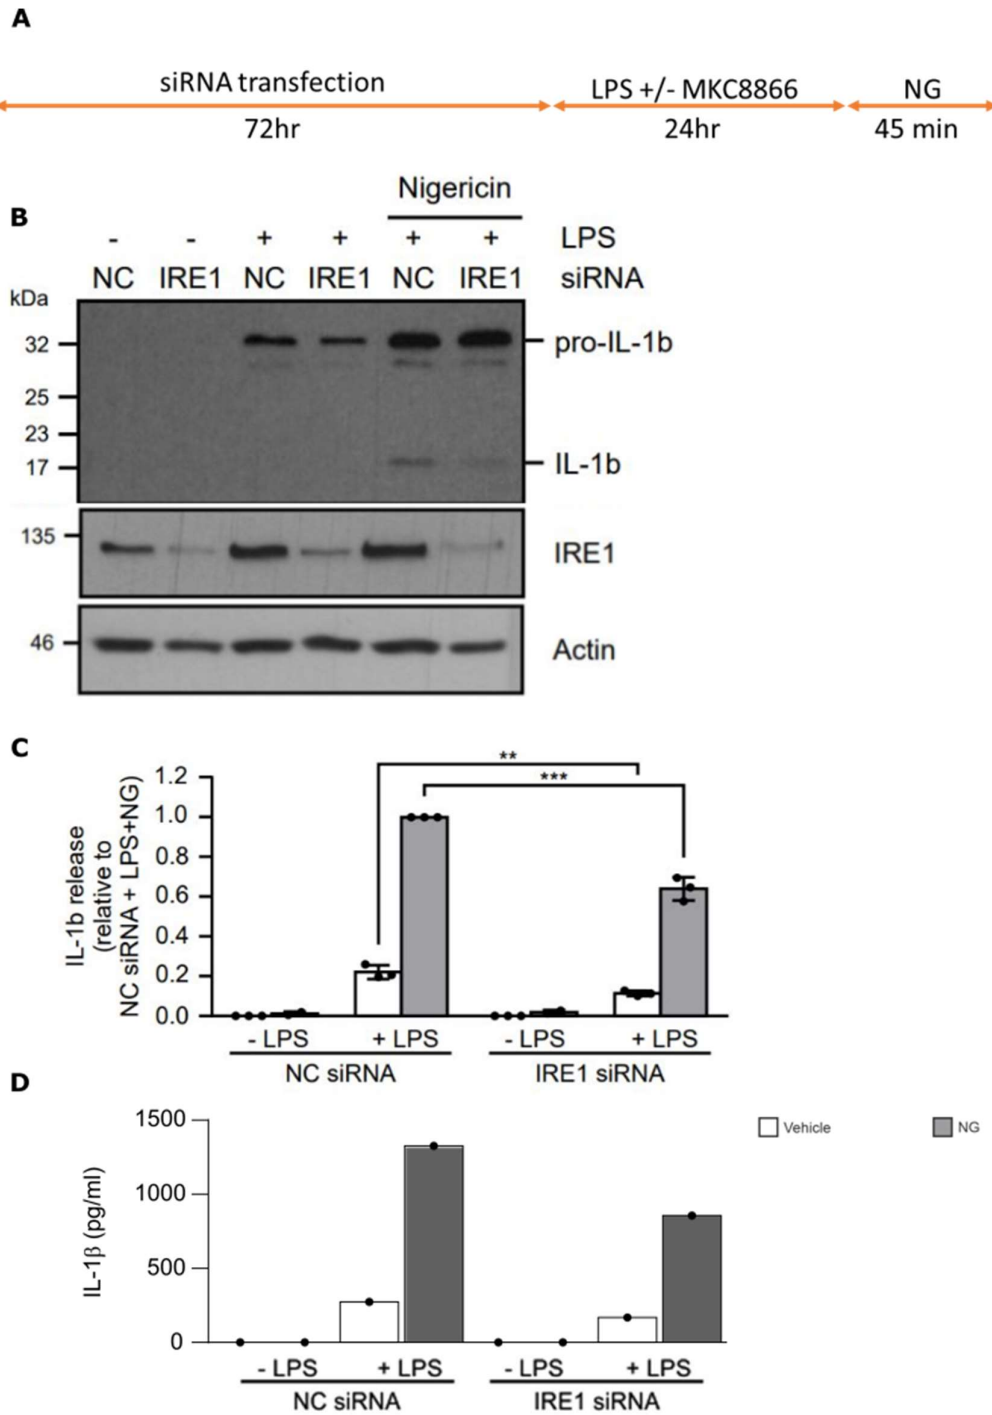 A
siRNA transfection
LPS +/- MKC8866
NG
72hr
24hr
45 min
B
Nigericin
- - + + + + LPS
NC IRE1 NC IRE1 NC IRE1 siRNA
kDa
32
pro-IL-1b
25
23
17
IL-1b
135
IRE1
46
Actin
C
IL-1b release
(relative to
NC siRNA + LPS+NG)
1.2
1.0
0.8
0.6
0.4
0.2
0.0
**
***
- LPS + LPS - LPS + LPS
NC siRNA IRE1 siRNA
D
IL-1β (pg/ml)
1500
1000
500
0
Vehicle
NG
- LPS + LPS - LPS + LPS
NC siRNA IRE1 siRNA